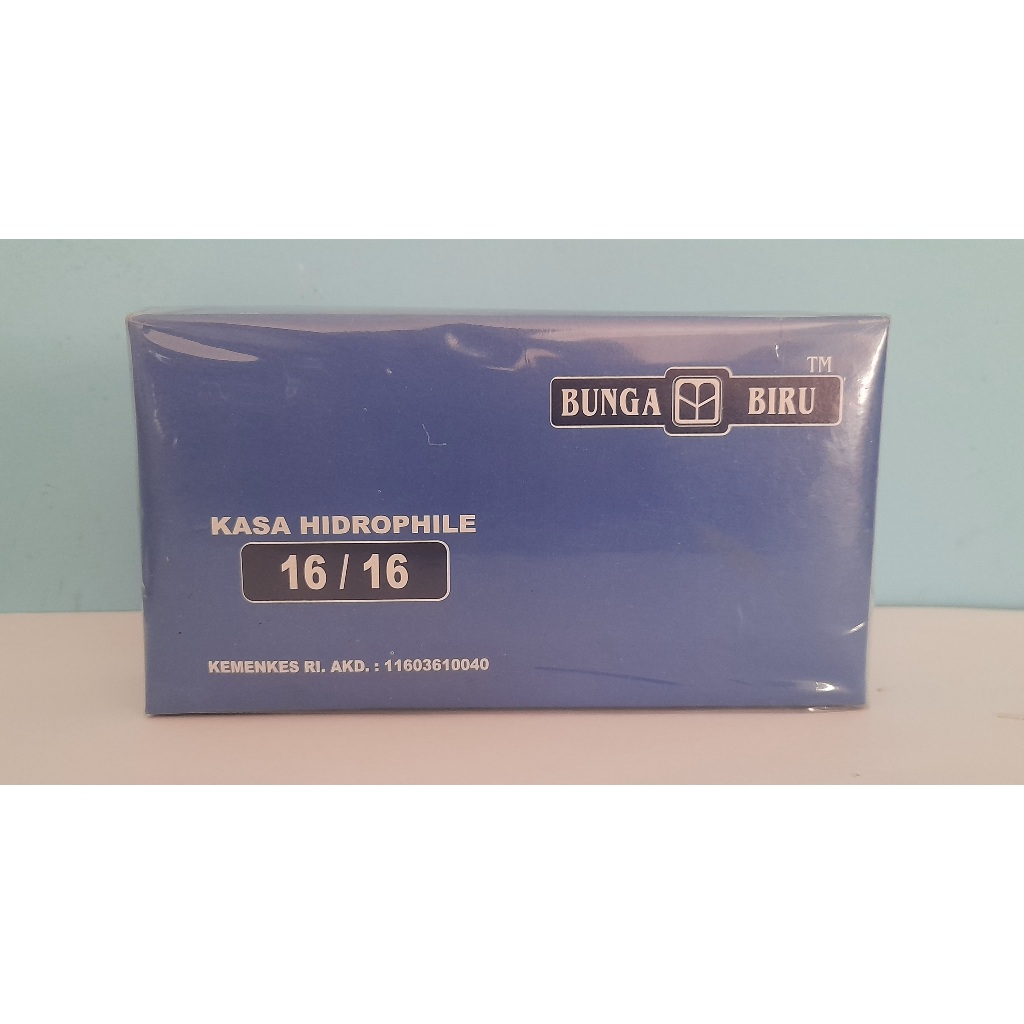 BUNGA BIRU TM
KASA HIDROPHILE
16 / 16
KEMENKES RI. AKD. : 11603610040